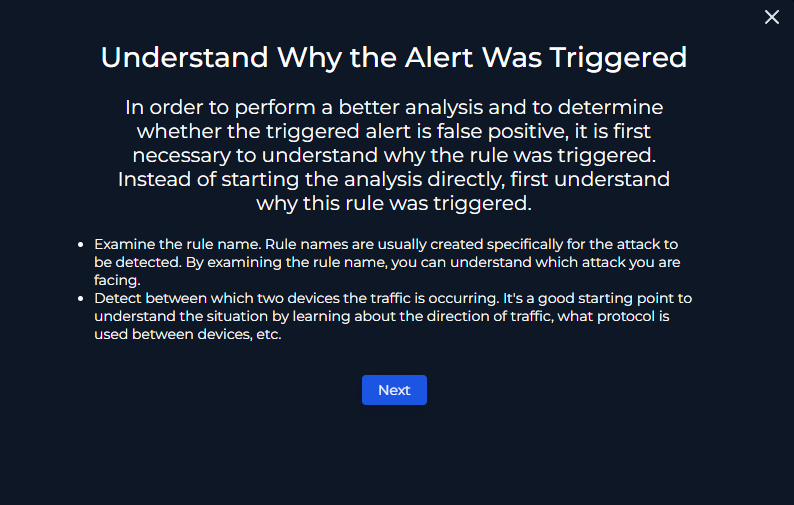 Understand Why the Alert Was Triggered
In order to perform a better analysis and to determine
whether the triggered alert is false positive, it is first
necessary to understand why the rule was triggered.
Instead of starting the analysis directly, first understand
why this rule was triggered.
• Examine the rule name. Rule names are usually created specifically for the attack to
be detected. By examining the rule name, you can understand which attack you are
facing.
• Detect between which two devices the traffic is occurring. It's a good starting point to
understand the situation by learning about the direction of traffic, what protocol is
used between devices, etc.
Next